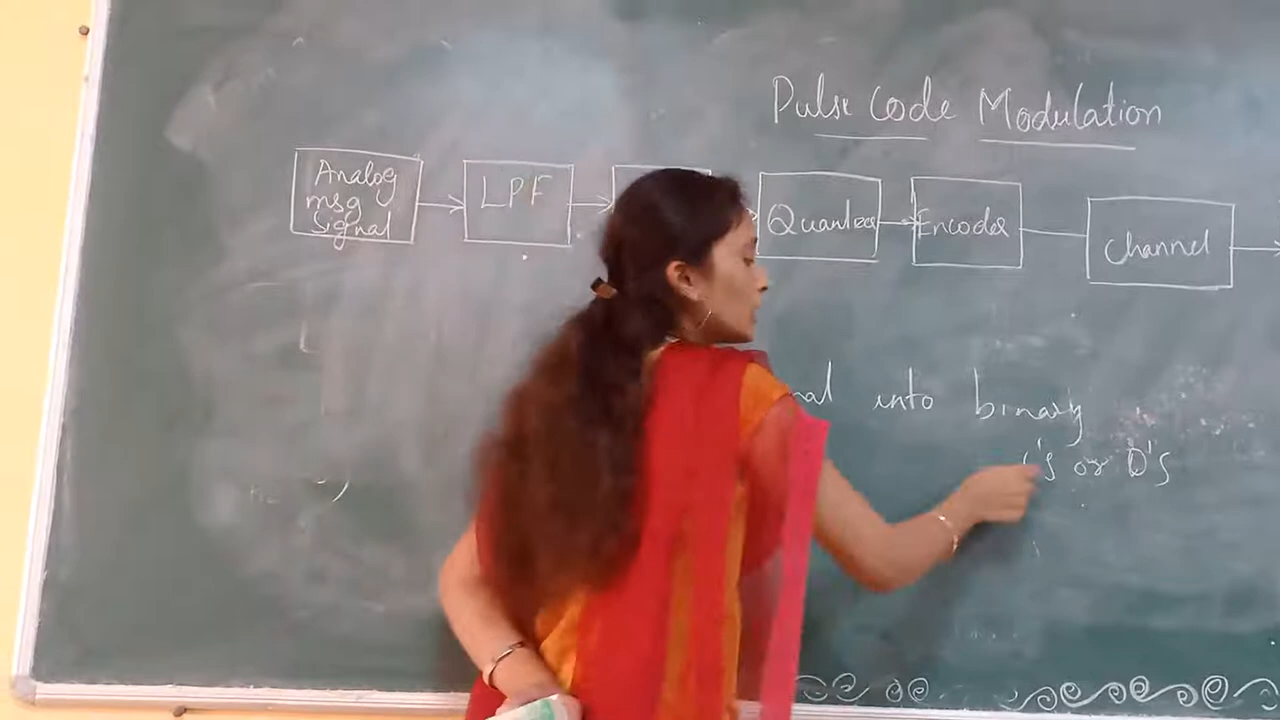 Pulse Code Modulation
Analog
msg
Signal
LPF
Quantizer
Encoder
Channel
into binary
1's or 0's